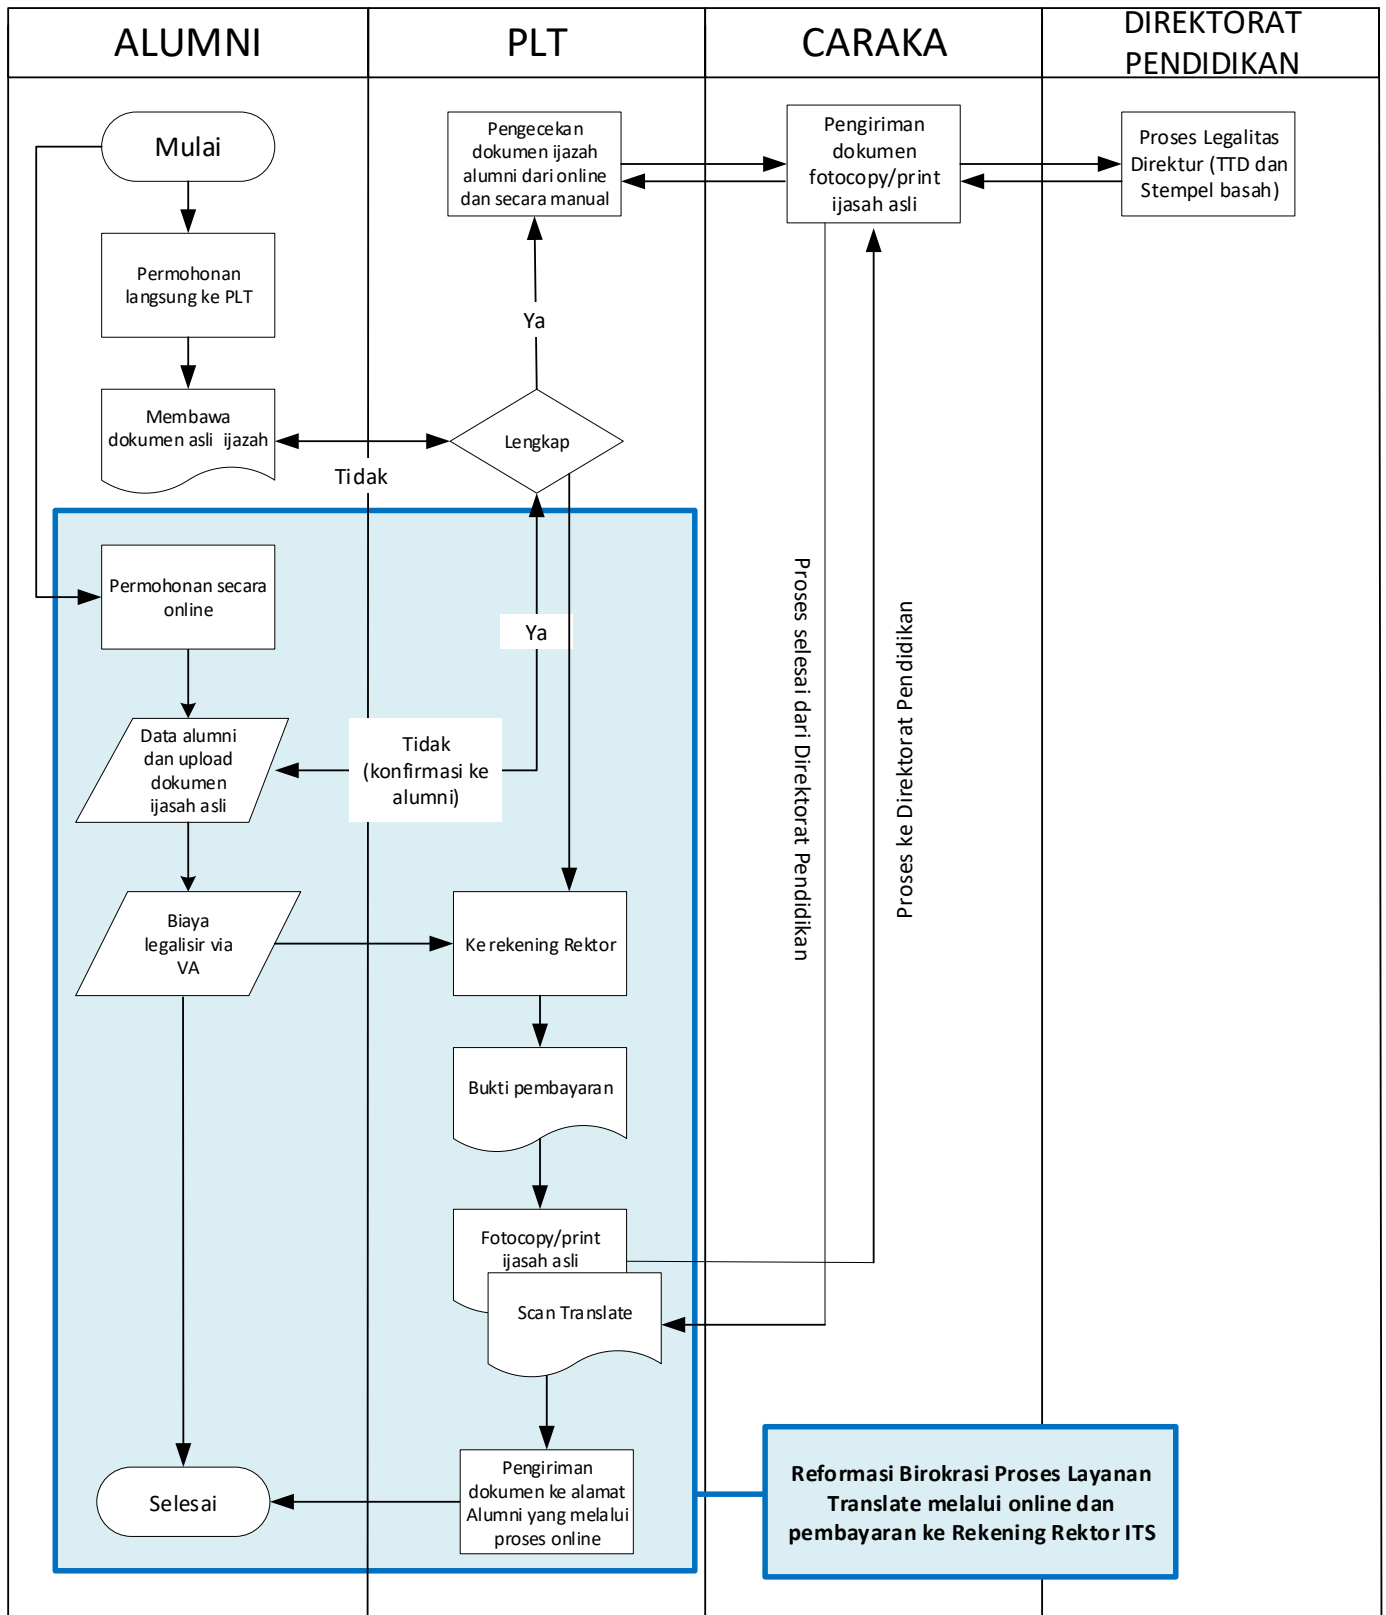 ALUMNI
PLT
CARAKA
DIREKTORAT
PENDIDIKAN
Mulai
Pengecekan
dokumen ijazah
alumni dari online
dan secara manual
Pengiriman
dokumen
fotocopy/print
ijasah asli
Proses Legalitas
Direktur (TTD dan
Stempel basah)
Permohonan
langsung ke PLT
Ya
Membawa
dokumen asli ijazah
Lengkap
Tidak
Permohonan secara
online
Ya
Proses selesai dari Direktorat Pendidikan
Proses ke Direktorat Pendidikan
Data alumni
dan upload
dokumen
ijasah asli
Tidak
(konfirmasi ke
alumni)
Biaya
legalisir via
VA
Ke rekening Rektor
Bukti pembayaran
Fotocopy/print
ijasah asli
Scan Translate
Selesai
Pengiriman
dokumen ke alamat
Alumni yang melalui
proses online
Reformasi Birokrasi Proses Layanan
Translate melalui online dan
pembayaran ke Rekening Rektor ITS